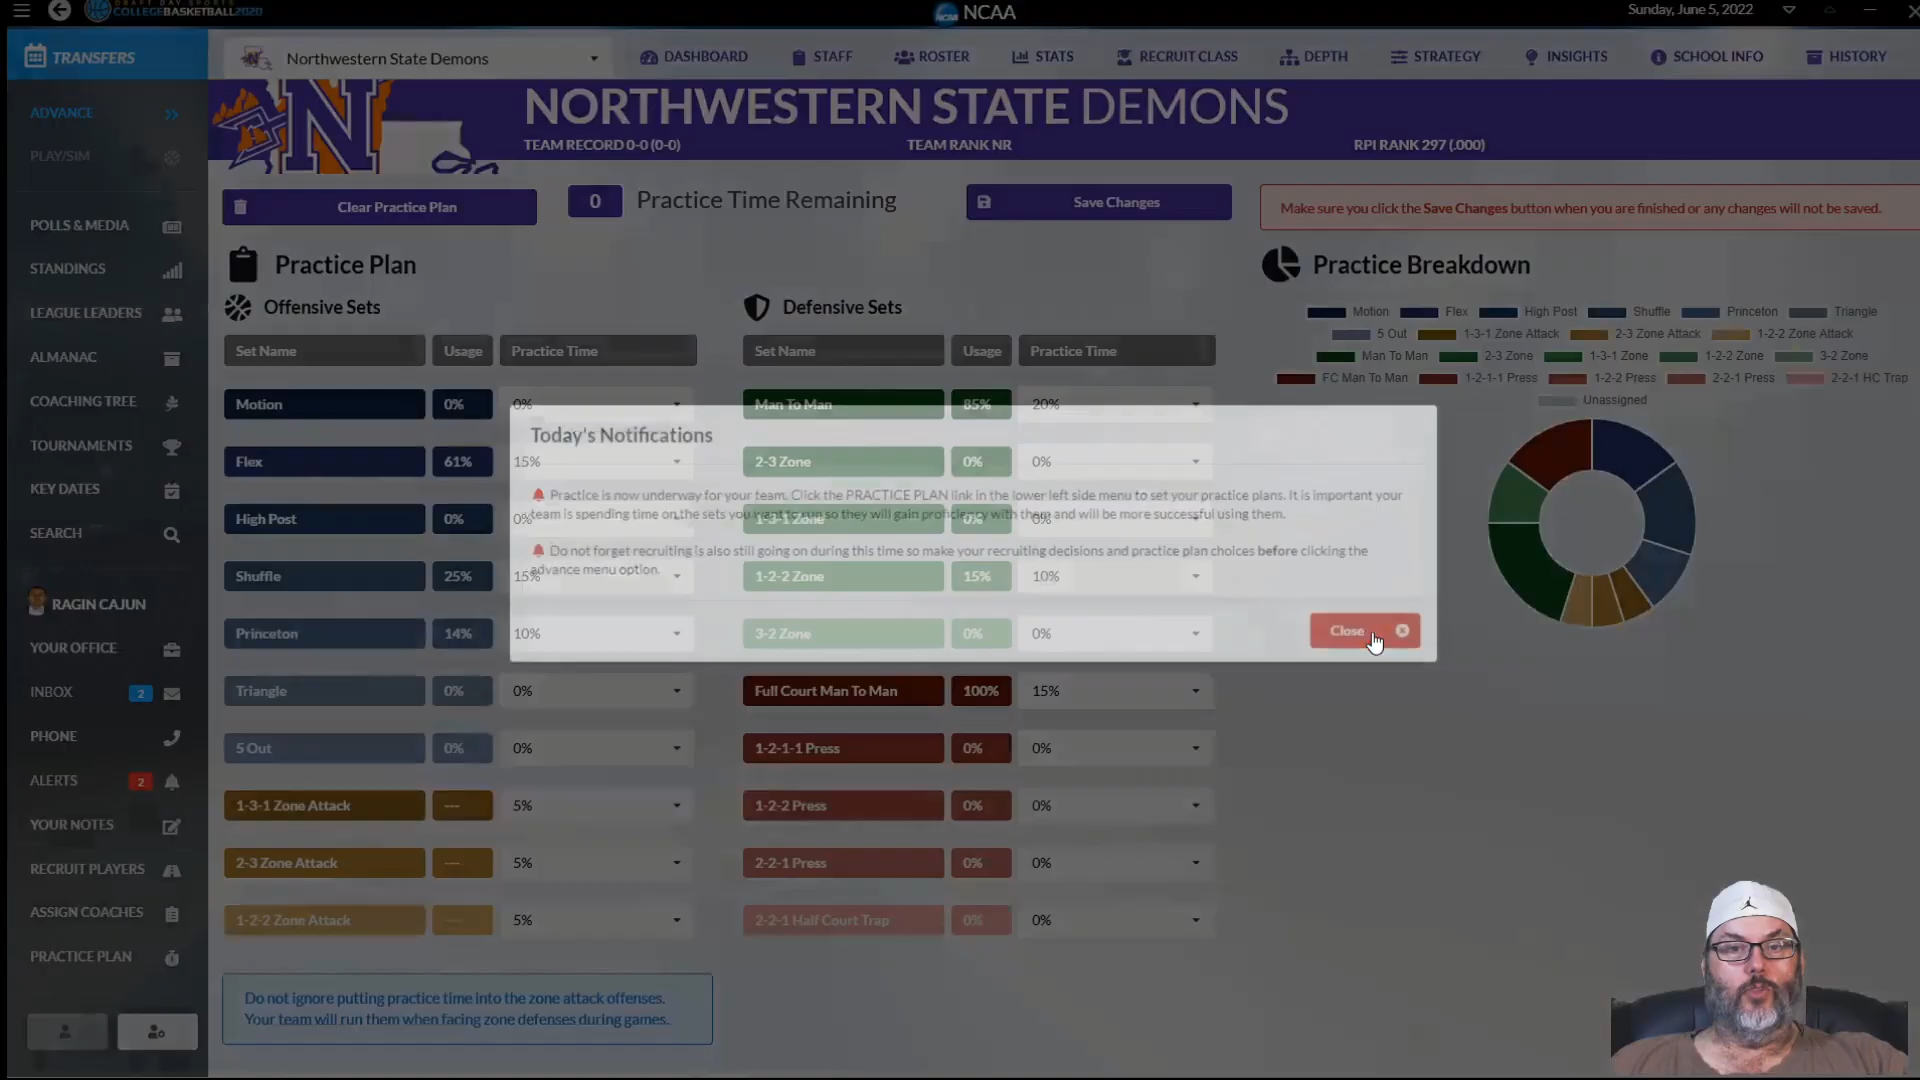 DRAFT DAY SPORTS
COLLEGEBASKETBALL2020
NCAA
Sunday, June 5, 2022
TRANSFERS
Northwestern State Demons
DASHBOARD
STAFF
ROSTER
STATS
RECRUIT CLASS
DEPTH
STRATEGY
INSIGHTS
SCHOOL INFO
HISTORY
NORTHWESTERN STATE DEMONS
TEAM RECORD 0-0 (0-0)
TEAM RANK NR
RPI RANK 297 (.000)
ADVANCE
PLAY/SIM
POLLS & MEDIA
STANDINGS
LEAGUE LEADERS
ALMANAC
COACHING TREE
TOURNAMENTS
KEY DATES
SEARCH
RAGIN CAJUN
YOUR OFFICE
INBOX 2
PHONE
ALERTS 2
YOUR NOTES
RECRUIT PLAYERS
ASSIGN COACHES
PRACTICE PLAN
Clear Practice Plan
0 Practice Time Remaining
Save Changes
Make sure you click the Save Changes button when you are finished or any changes will not be saved.
Practice Plan
Offensive Sets
Set Name Usage Practice Time
Motion 0% 0%
Flex 61% 15%
High Post 0% 0%
Shuffle 25% 15%
Princeton 14% 10%
Triangle 0% 0%
5 Out 0% 0%
1-3-1 Zone Attack --- 5%
2-3 Zone Attack --- 5%
1-2-2 Zone Attack --- 5%
Do not ignore putting practice time into the zone attack offenses.
Your team will run them when facing zone defenses during games.
Defensive Sets
Set Name Usage Practice Time
Man To Man 85% 20%
2-3 Zone 0% 0%
1-3-1 Zone 0% 0%
1-2-2 Zone 15% 10%
3-2 Zone 0% 0%
Full Court Man To Man 100% 15%
1-2-1-1 Press 0% 0%
1-2-2 Press 0% 0%
2-2-1 Press 0% 0%
2-2-1 Half Court Trap 0% 0%
Today's Notifications
Practice is now underway for your team. Click the PRACTICE PLAN link in the lower left side menu to set your practice plans. It is important your
team is spending time on the sets you want to run so they will gain proficiency with them and will be more successful using them.
Do not forget recruiting is also still going on during this time so make your recruiting decisions and practice plan choices before clicking the
advance menu option.
Close
Practice Breakdown
Motion Flex High Post Shuffle Princeton Triangle
5 Out 1-3-1 Zone Attack 2-3 Zone Attack 1-2-2 Zone Attack
Man To Man 2-3 Zone 1-3-1 Zone 1-2-2 Zone 3-2 Zone
FC Man To Man 1-2-1-1 Press 1-2-2 Press 2-2-1 Press 2-2-1 HC Trap
Unassigned